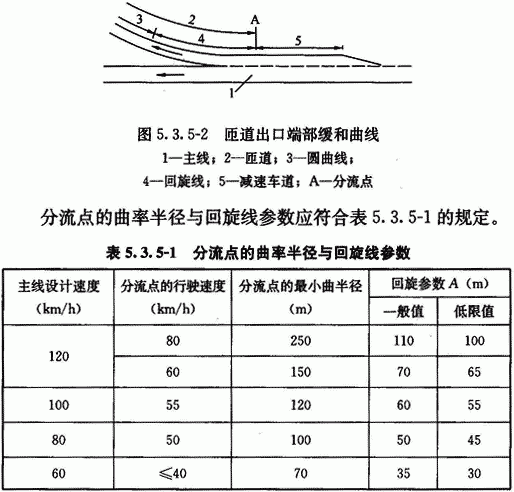 3 2 A
4 5
1
图 5.3.5-2 匝道出口端部缓和曲线
1—主线；2—匝道；3—圆曲线；
4—回旋线；5—减速车道；A—分流点
分流点的曲率半径与回旋线参数应符合表 5.3.5-1 的规定。
表 5.3.5-1 分流点的曲率半径与回旋线参数
主线设计速度 分流点的行驶速度 分流点的最小曲半径 回旋参数 A (m)
(km/h) (km/h) (m) 一般值 低限值
120 80 250 110 100
60 150 70 65
100 55 120 60 55
80 50 100 50 45
60 ≤40 70 35 30